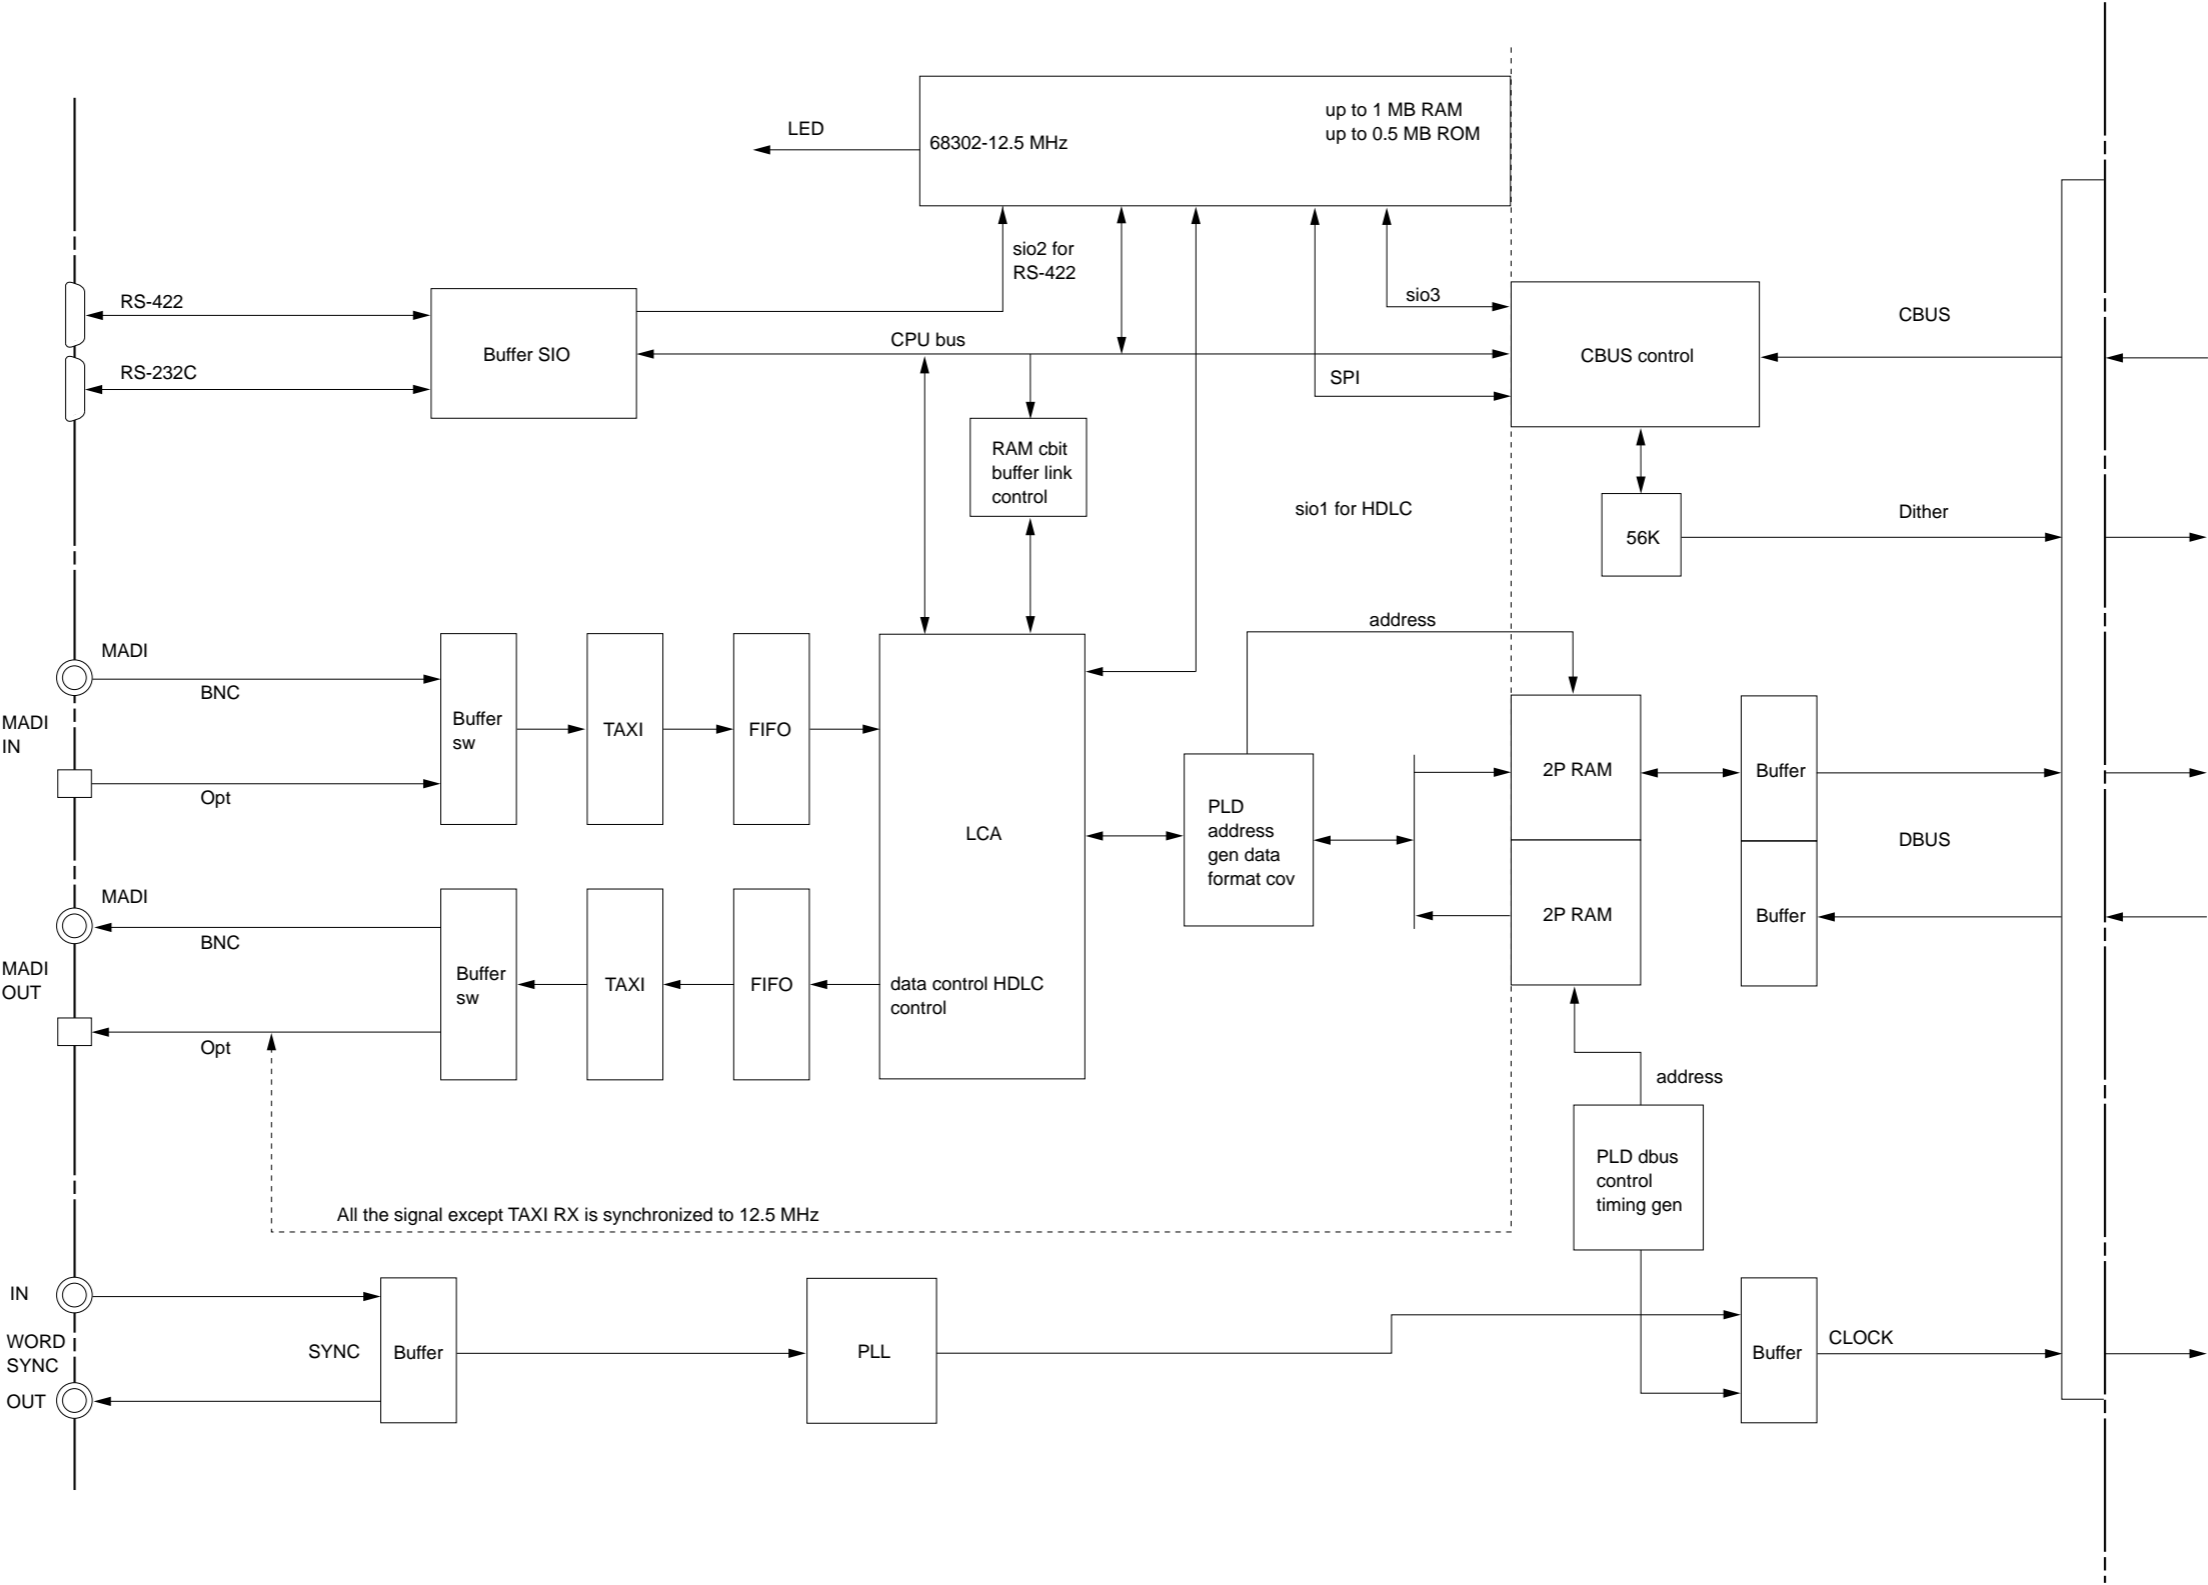 up to 1 MB RAM
up to 0.5 MB ROM
LED
68302-12.5 MHz
sio2 for
RS-422
RS-422
sio3
CBUS
CPU bus
Buffer SIO
CBUS control
RS-232C
SPI
RAM cbit
buffer link
control
sio1 for HDLC
Dither
56K
address
MADI
BNC
MADI
IN
Buffer
sw
TAXI
FIFO
Opt
LCA
PLD
address
gen data
format cov
2P RAM
Buffer
DBUS
2P RAM
Buffer
MADI
BNC
MADI
OUT
Buffer
sw
TAXI
FIFO
data control HDLC
control
Opt
address
PLD dbus
control
timing gen
All the signal except TAXI RX is synchronized to 12.5 MHz
IN
WORD
SYNC
OUT
SYNC
Buffer
PLL
Buffer
CLOCK